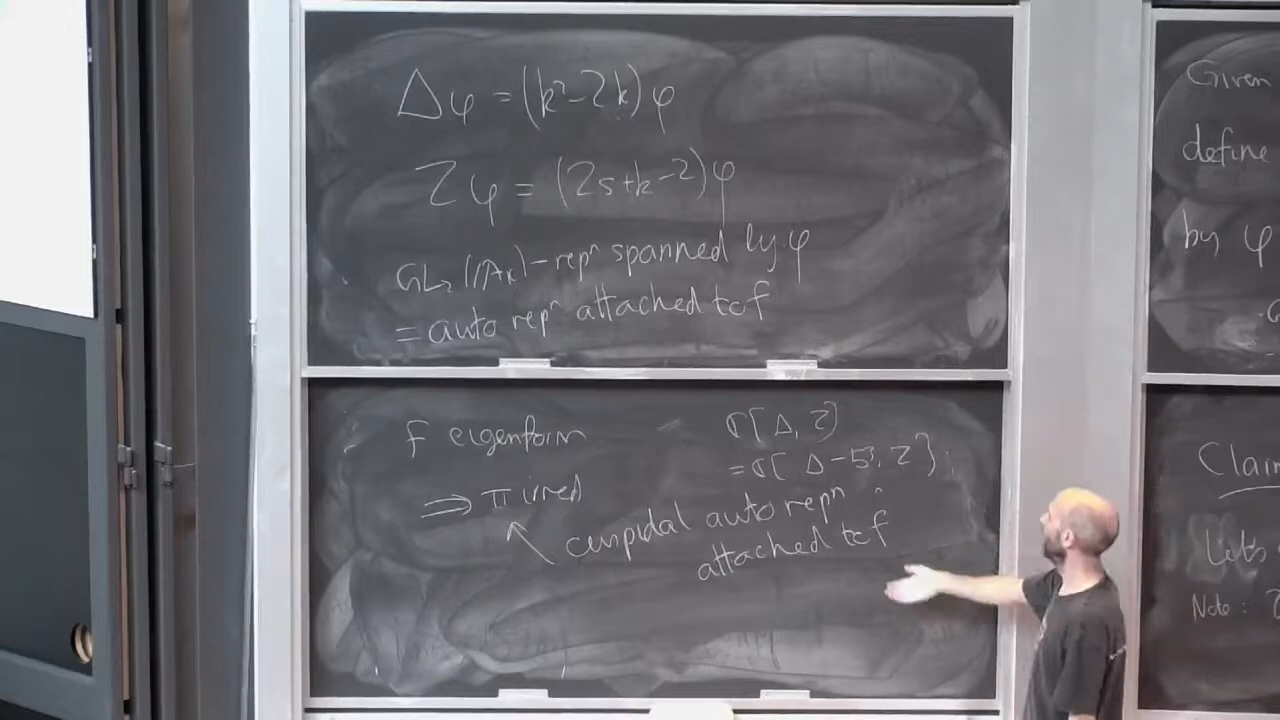 Δφ = (k²-2k)φ
Zφ = (2s+k-2)φ
GL₂(𝔸_K)-repⁿ spanned by φ
= auto repⁿ attached to f
f eigenform
ℂ[Δ, Z]
= ℂ[Δ-53, Z]
⇒ π irred
↖ cuspidal auto repⁿ
attached to f
Given
define
by φ
Claim
Let's
Note: